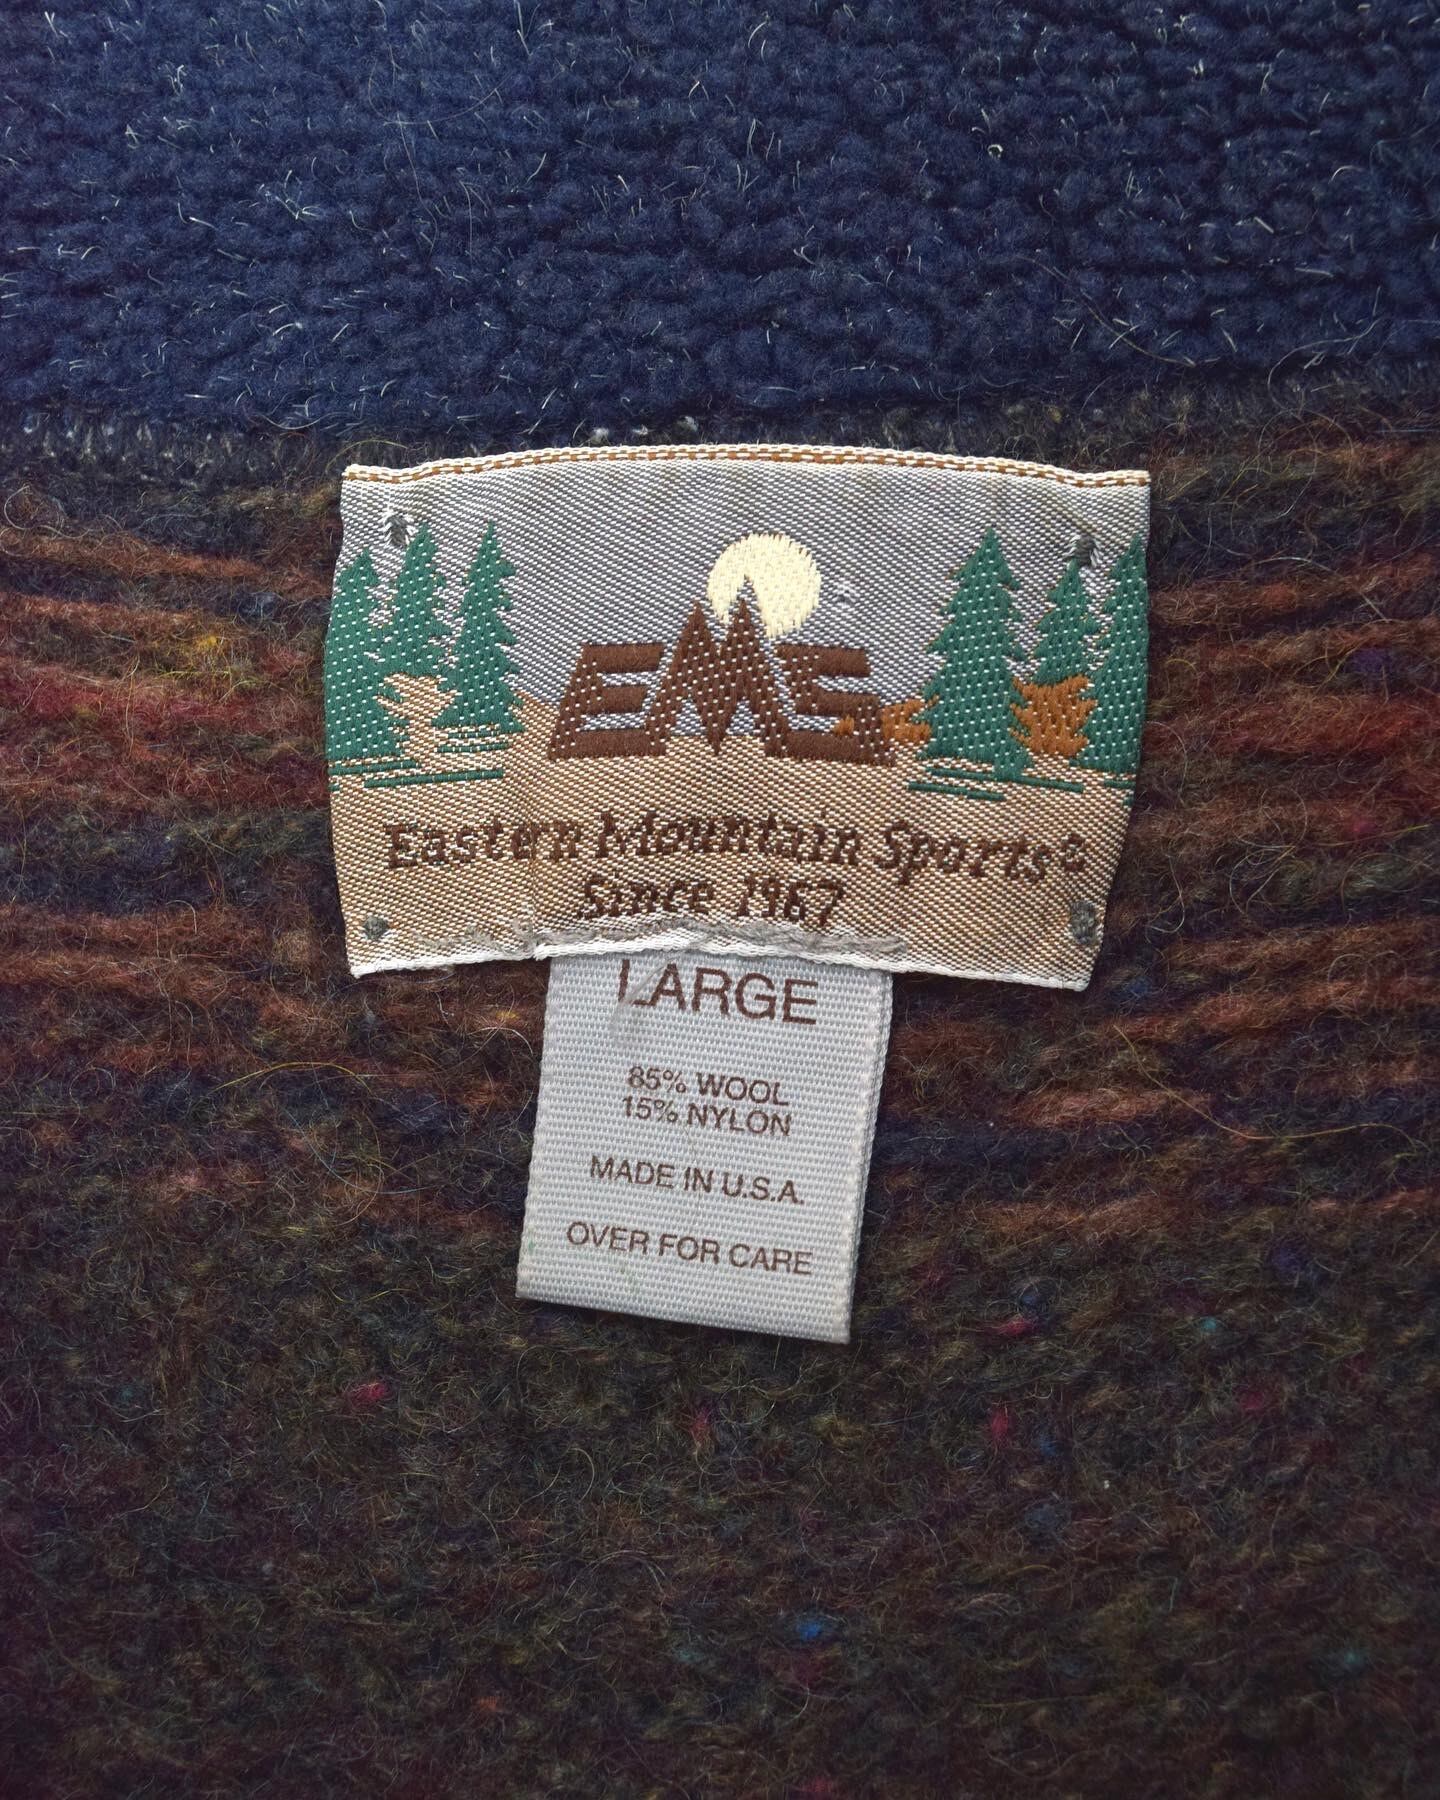 EMS
Eastern Mountain Sports®
Since 1967
LARGE
85% WOOL
15% NYLON
MADE IN U.S.A.
OVER FOR CARE